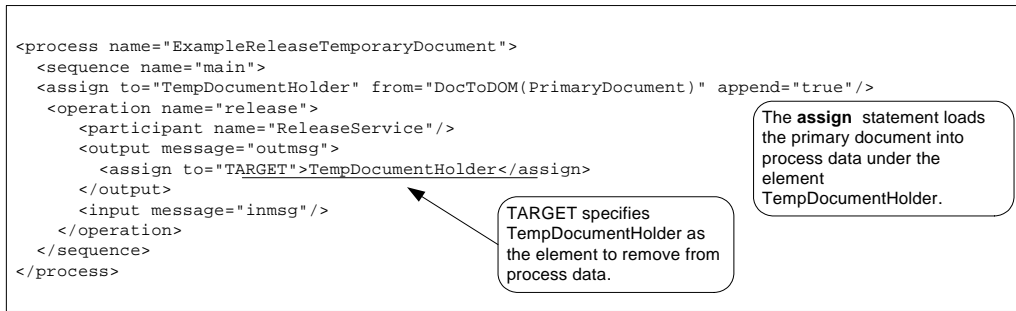 <process name="ExampleReleaseTemporaryDocument">
<sequence name="main">
<assign to="TempDocumentHolder" from="DocToDOM(PrimaryDocument)" append="true"/>
<operation name="release">
<participant name="ReleaseService"/>
<output message="outmsg">
<assign to="TARGET">TempDocumentHolder</assign>
</output>
<input message="inmsg"/>
</operation>
</sequence>
</process>
The assign statement loads
the primary document into
process data under the
element
TempDocumentHolder.
TARGET specifies
TempDocumentHolder as
the element to remove from
process data.